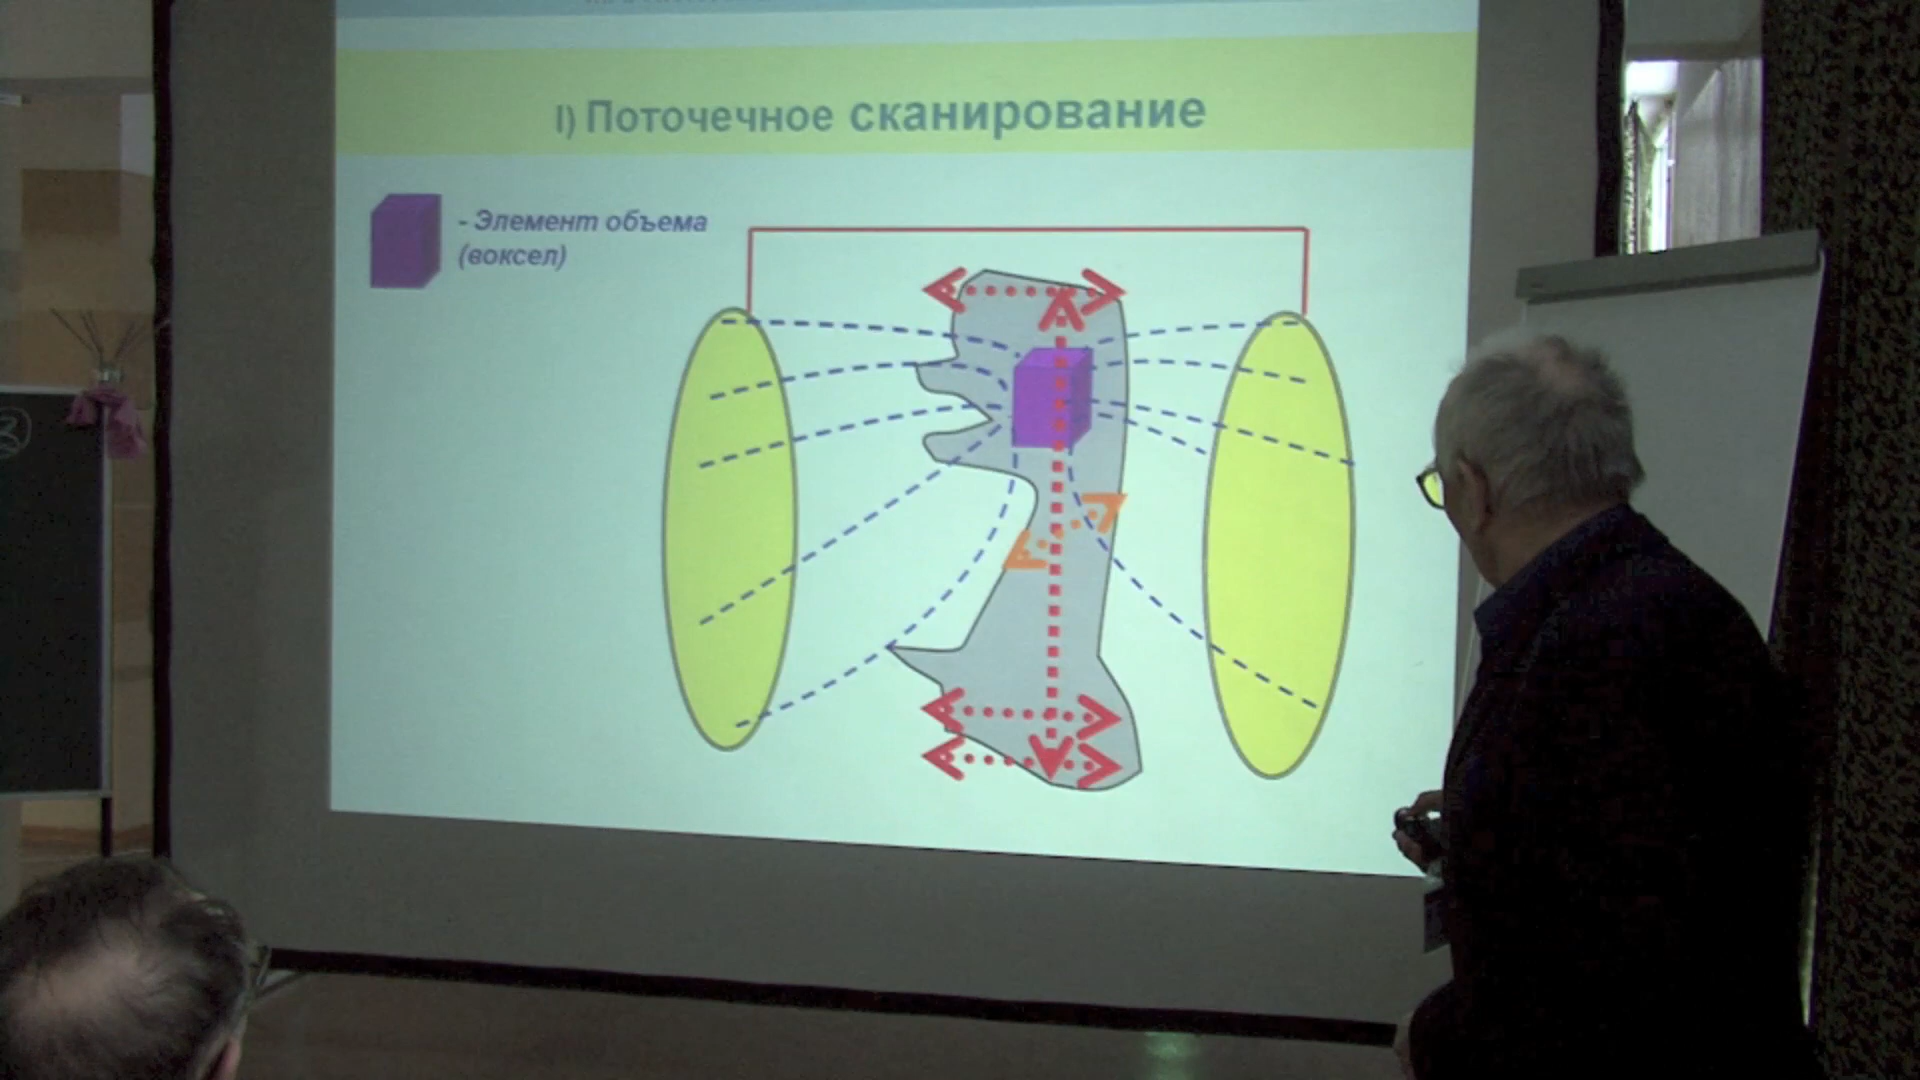 I) Поточечное сканирование
- Элемент объема
(воксел)